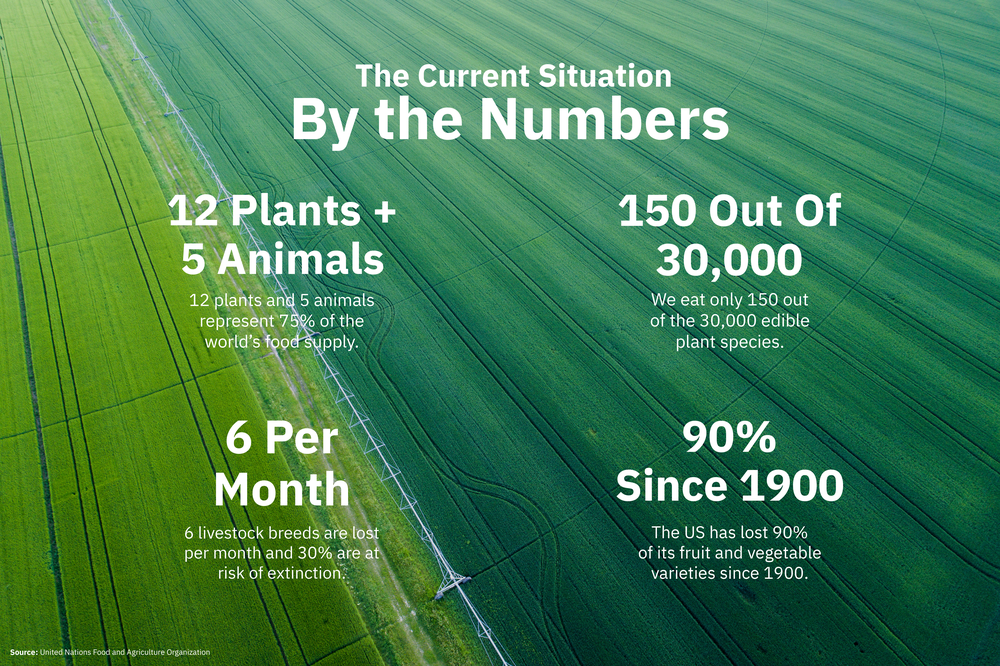 The Current Situation
By the Numbers
12 Plants +
5 Animals
12 plants and 5 animals
represent 75% of the
world's food supply.
150 Out Of
30,000
We eat only 150 out
of the 30,000 edible
plant species.
6 Per
Month
6 livestock breeds are lost
per month and 30% are at
risk of extinction.
90%
Since 1900
The US has lost 90%
of its fruit and vegetable
varieties since 1900.
Source: United Nations Food and Agriculture Organization